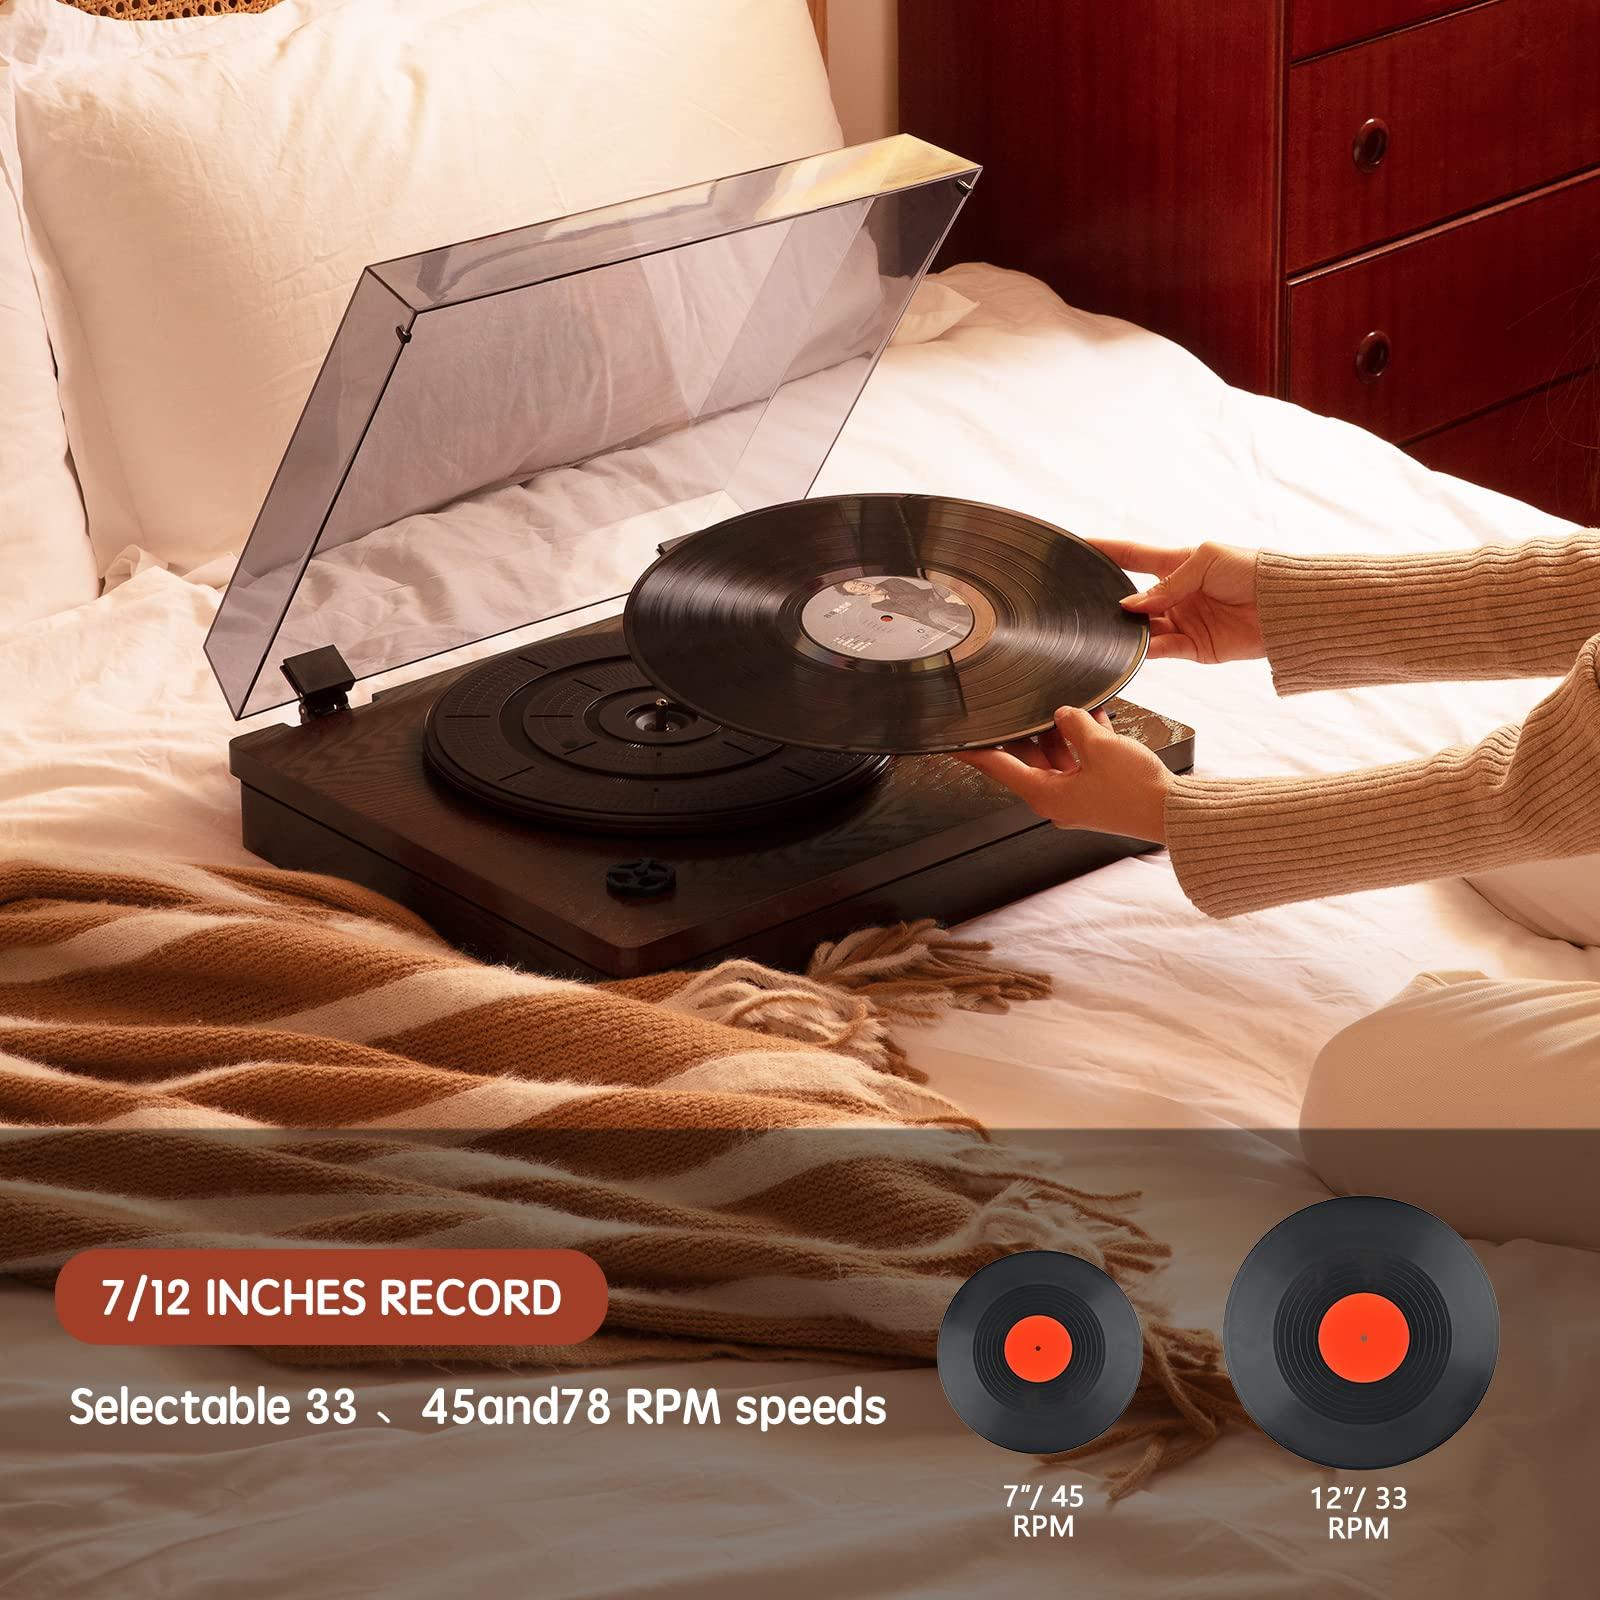 7/12 INCHES RECORD
Selectable 33 、 45and78 RPM speeds
7"/ 45
RPM
12"/ 33
RPM